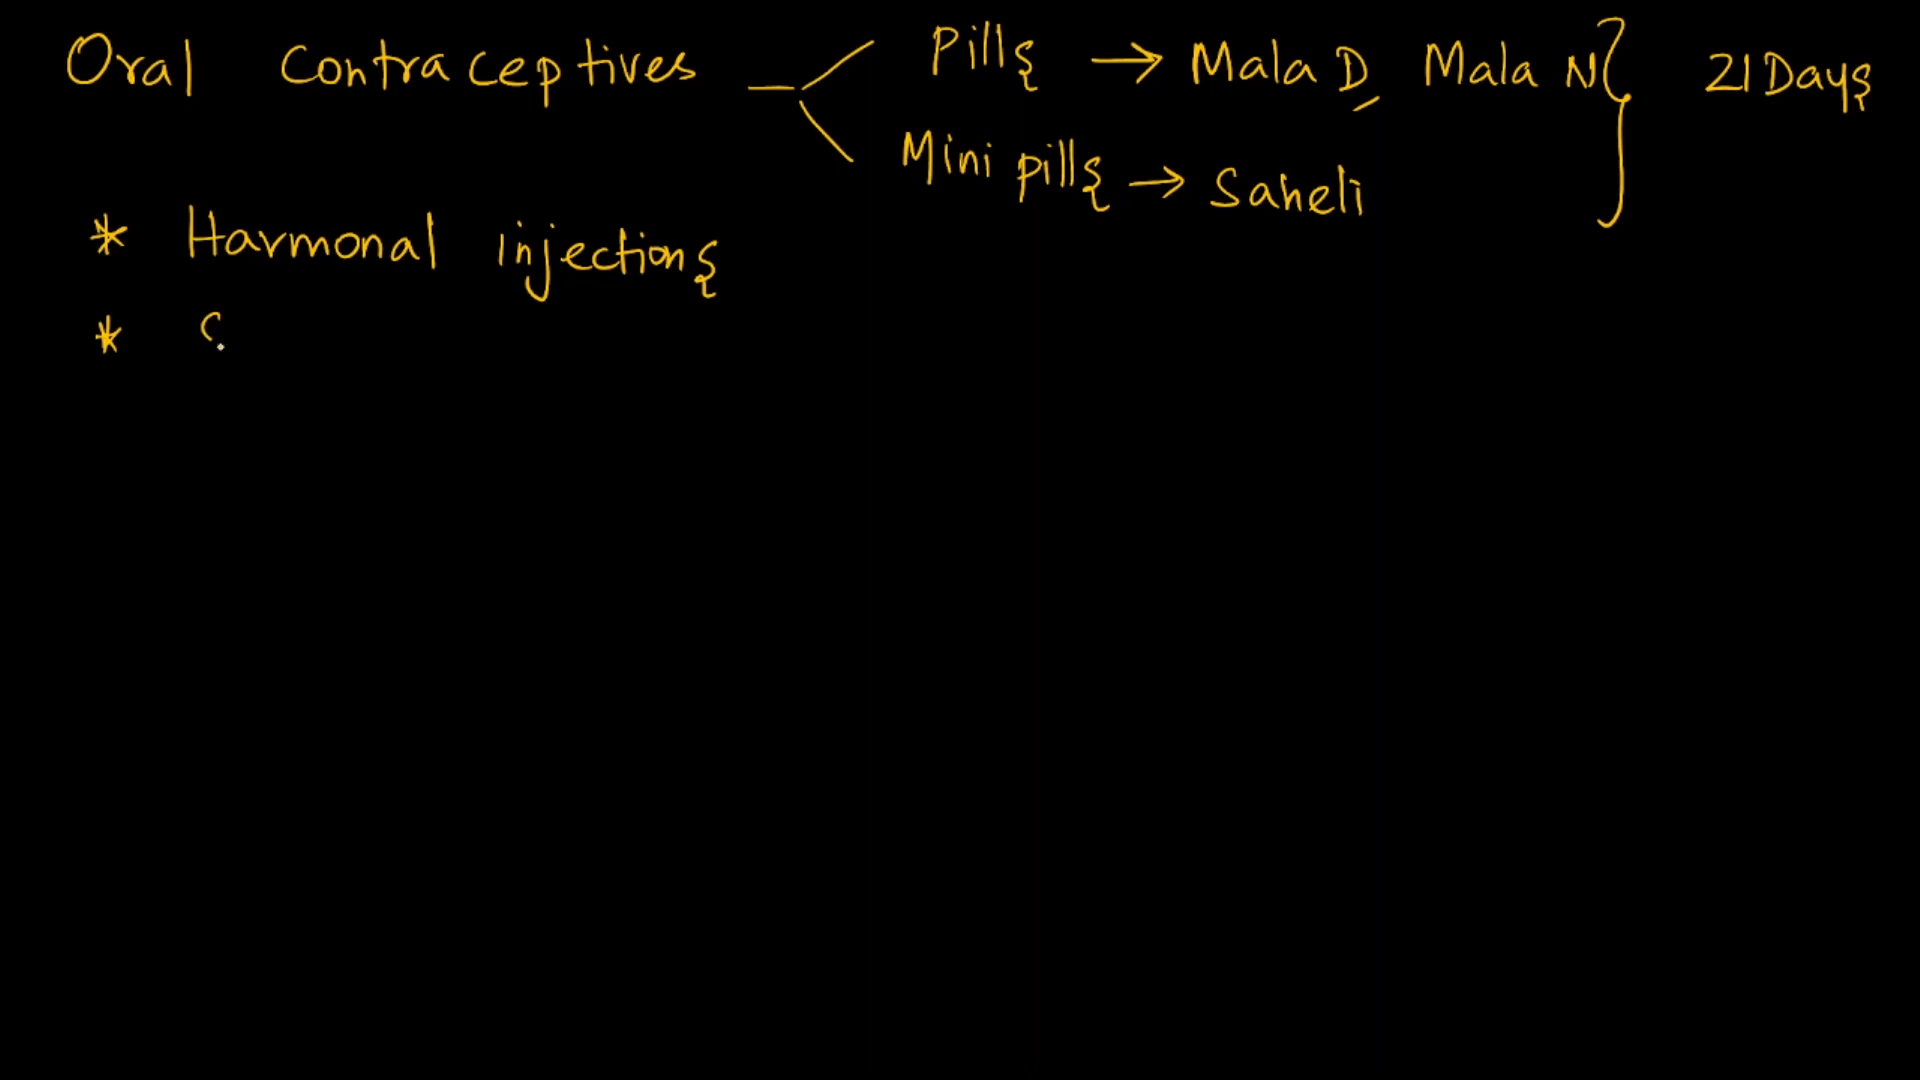 Oral Contraceptives — Pills → Mala D, Mala N } 21 Days
Mini pills → Saheli
* Harmonal injections
* S